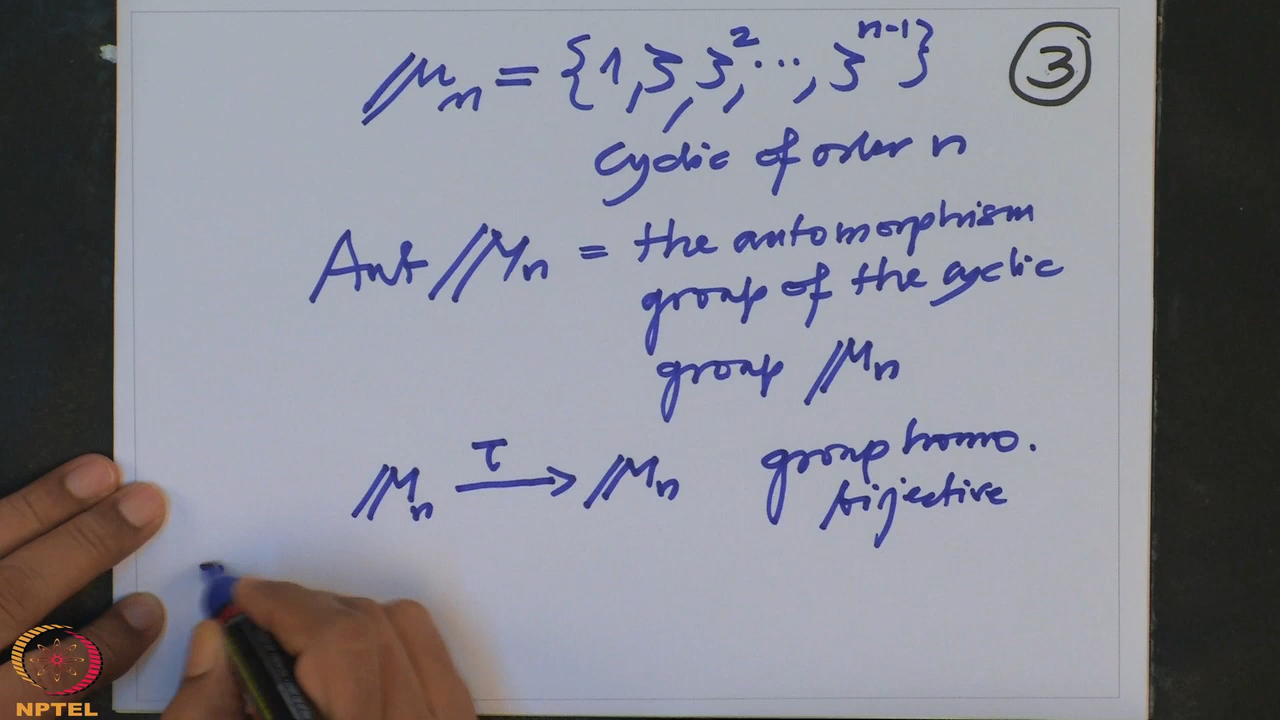 μₙ = {1, ζ, ζ², ..., ζⁿ⁻¹}
3
cyclic of order n
Aut μₙ = the automorphism
group of the cyclic
group μₙ
μₙ —τ→ μₙ group homo.
bijective
NPTEL